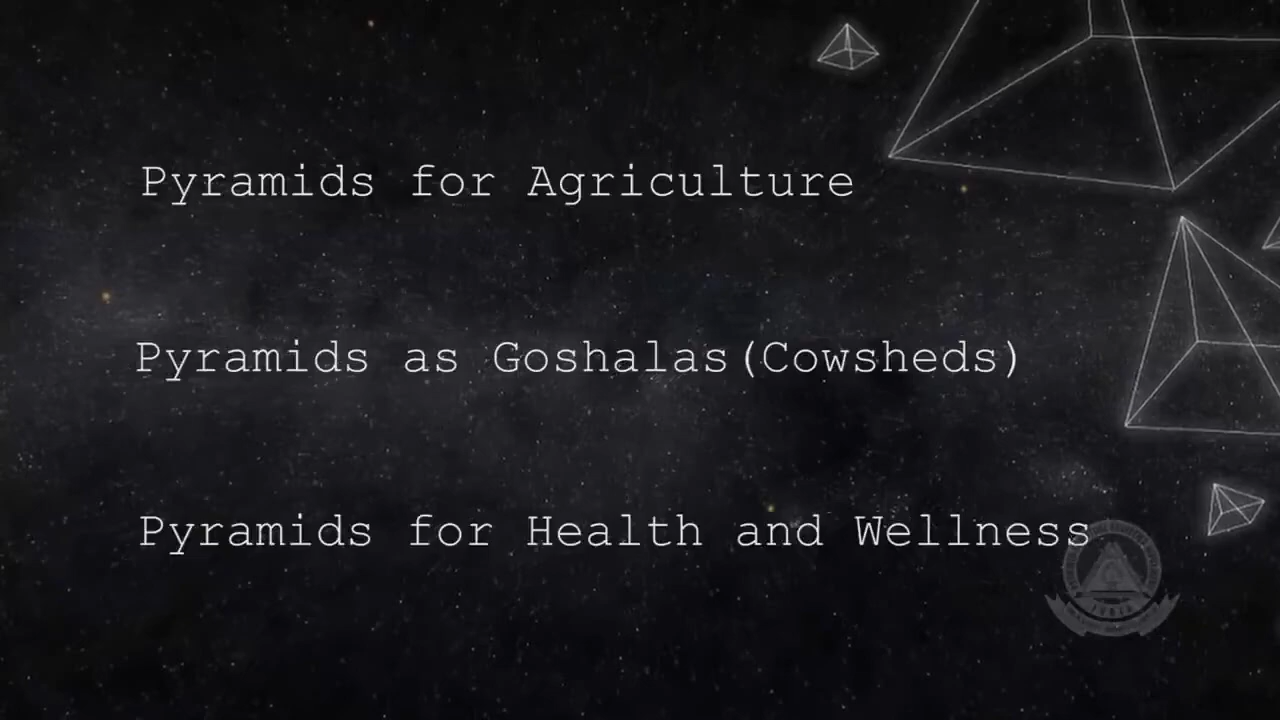 Pyramids for Agriculture
Pyramids as Goshalas(Cowsheds)
Pyramids for Health and Wellness